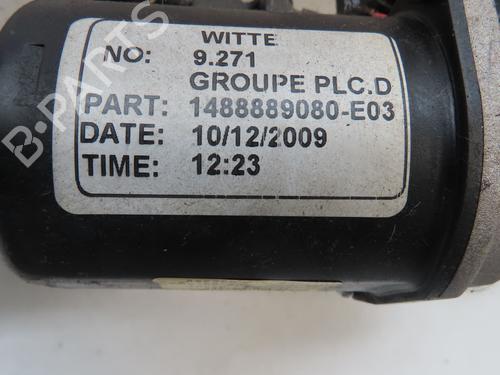 WITTE
NO: 9.271
GROUPE PLC.D
PART: 1488889080-E03
DATE: 10/12/2009
TIME: 12:23
B-PARTS